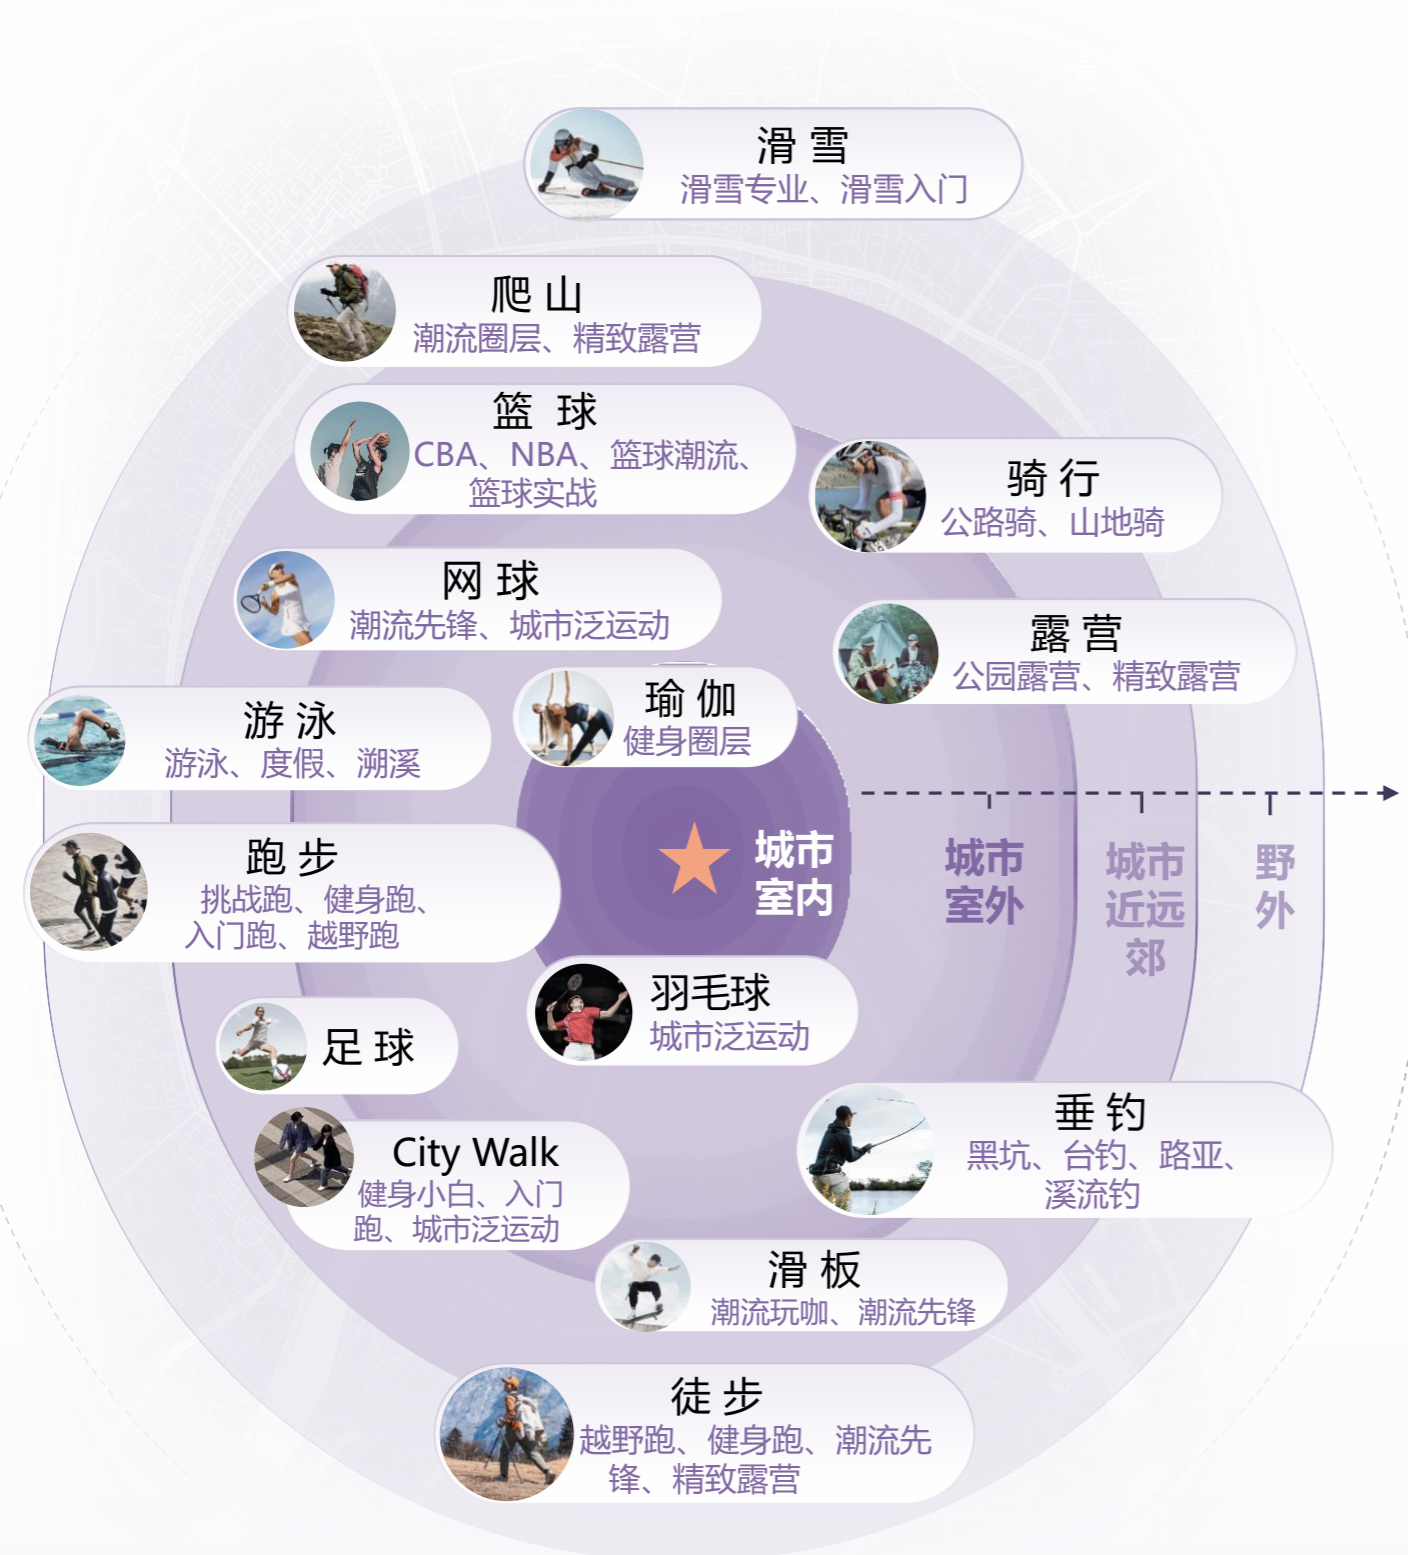 滑 雪
滑雪专业、滑雪入门
爬 山
潮流圈层、精致露营
篮 球
CBA、NBA、篮球潮流、
篮球实战
骑 行
公路骑、山地骑
网 球
潮流先锋、城市泛运动
露 营
公园露营、精致露营
瑜 伽
健身圈层
游 泳
游泳、度假、溯溪
跑 步
挑战跑、健身跑、
入门跑、越野跑
城市
室内
城市
室外
城市
近远
郊
野
外
羽毛球
城市泛运动
足 球
City Walk
健身小白、入门
跑、城市泛运动
垂 钓
黑坑、台钓、路亚、
溪流钓
滑 板
潮流玩咖、潮流先锋
徒 步
越野跑、健身跑、潮流先
锋、精致露营